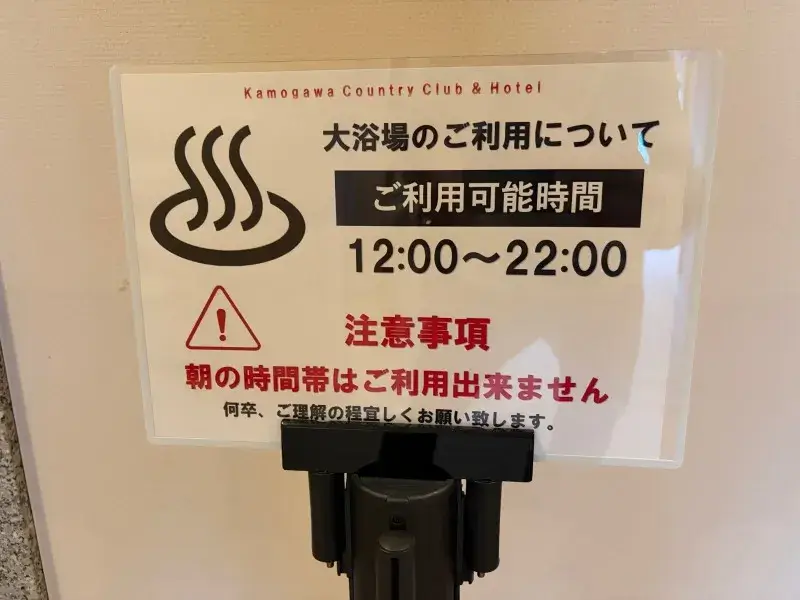 Kamogawa Country Club & Hotel
大浴場のご利用について
ご利用可能時間
12:00〜22:00
注意事項
朝の時間帯はご利用出来ません
何卒、ご理解の程宜しくお願い致します。